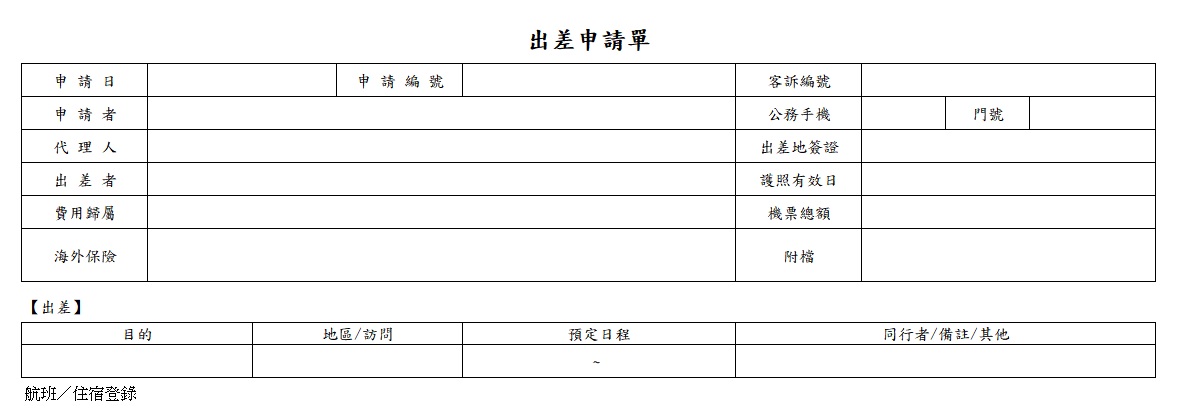 出差申請單
申請日 申請編號 客訴編號
申請者 公務手機 門號
代理人 出差地簽證
出差者 護照有效日
費用歸屬 機票總額
海外保險 附檔
【出差】
目的 地區/訪問 預定日程 同行者/備註/其他
~
航班／住宿登錄